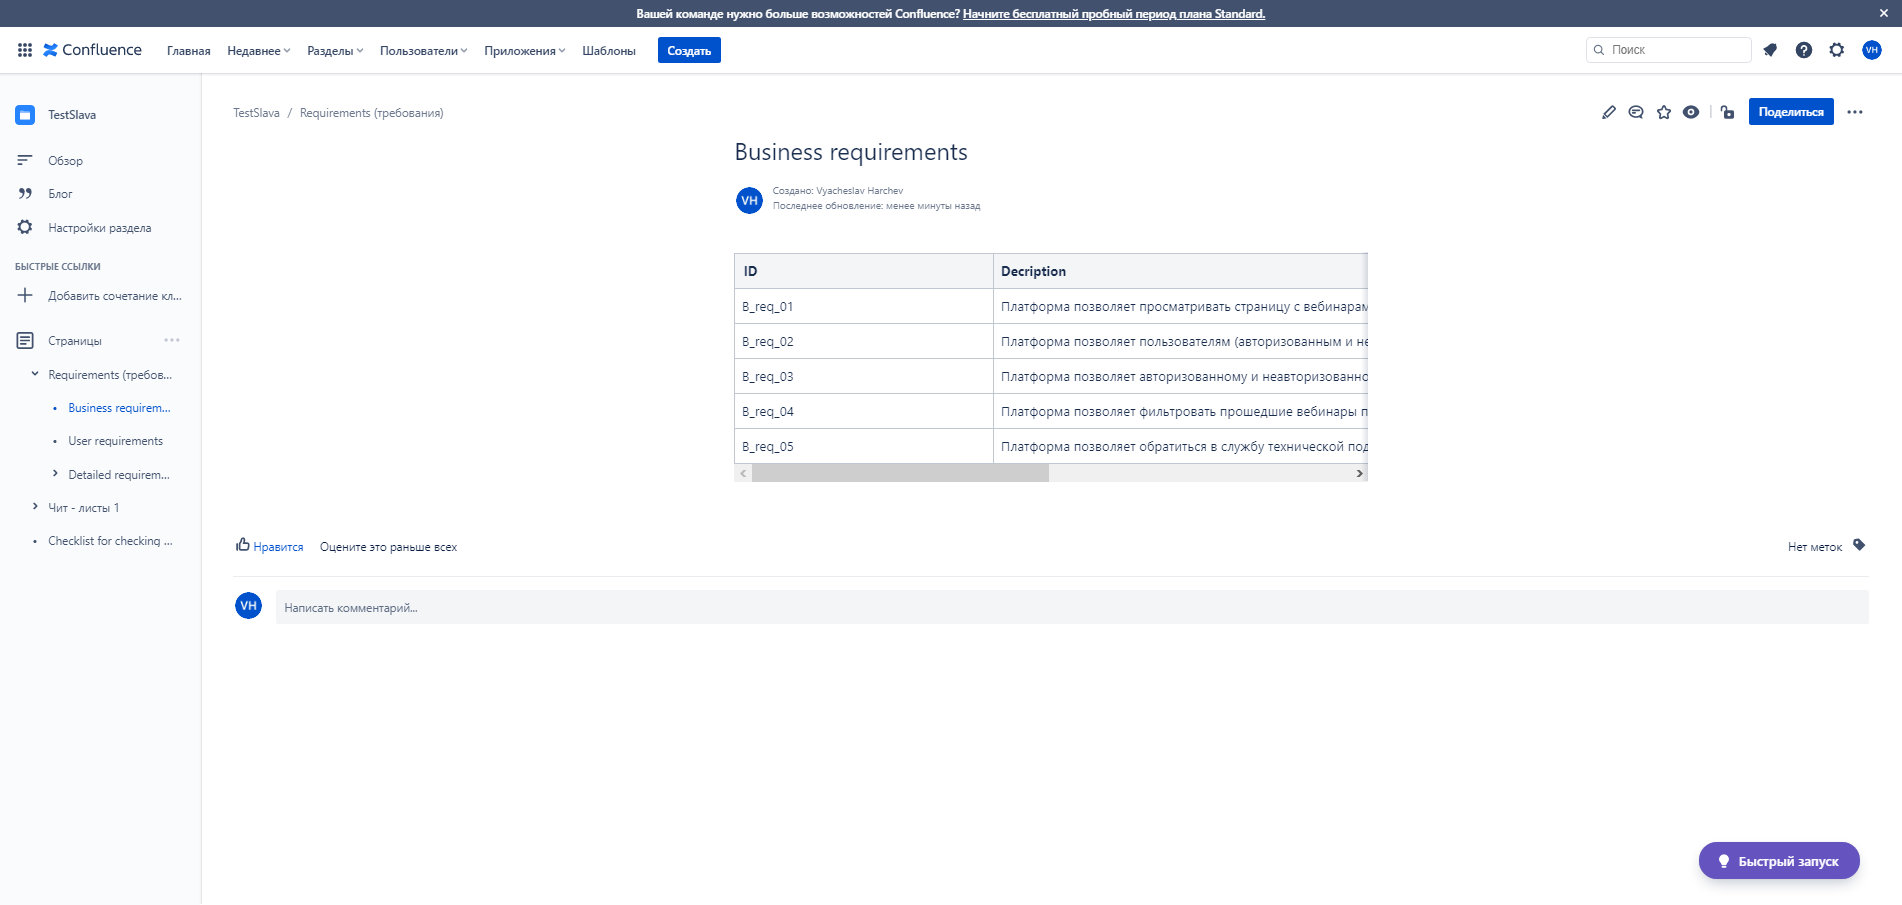 Вашей команде нужно больше возможностей Confluence? Начните бесплатный пробный период плана Standard.
Confluence Главная Недавнее Разделы Пользователи Приложения Шаблоны Создать Поиск VH
TestSlava
Обзор
Блог
Настройки раздела
БЫСТРЫЕ ССЫЛКИ
Добавить сочетание кл...
Страницы
Requirements (требов...
Business requirem...
User requirements
Detailed requirem...
Чит - листы 1
Checklist for checking ...
TestSlava / Requirements (требования)
Поделиться
Business requirements
VH
Создано: Vyacheslav Harchev
Последнее обновление: менее минуты назад
ID Decription
B_req_01 Платформа позволяет просматривать страницу с вебинарам
B_req_02 Платформа позволяет пользователям (авторизованным и не
B_req_03 Платформа позволяет авторизованному и неавторизованно
B_req_04 Платформа позволяет фильтровать прошедшие вебинары п
B_req_05 Платформа позволяет обратиться в службу технической под
Нравится Оцените это раньше всех Нет меток
VH Написать комментарий...
Быстрый запуск